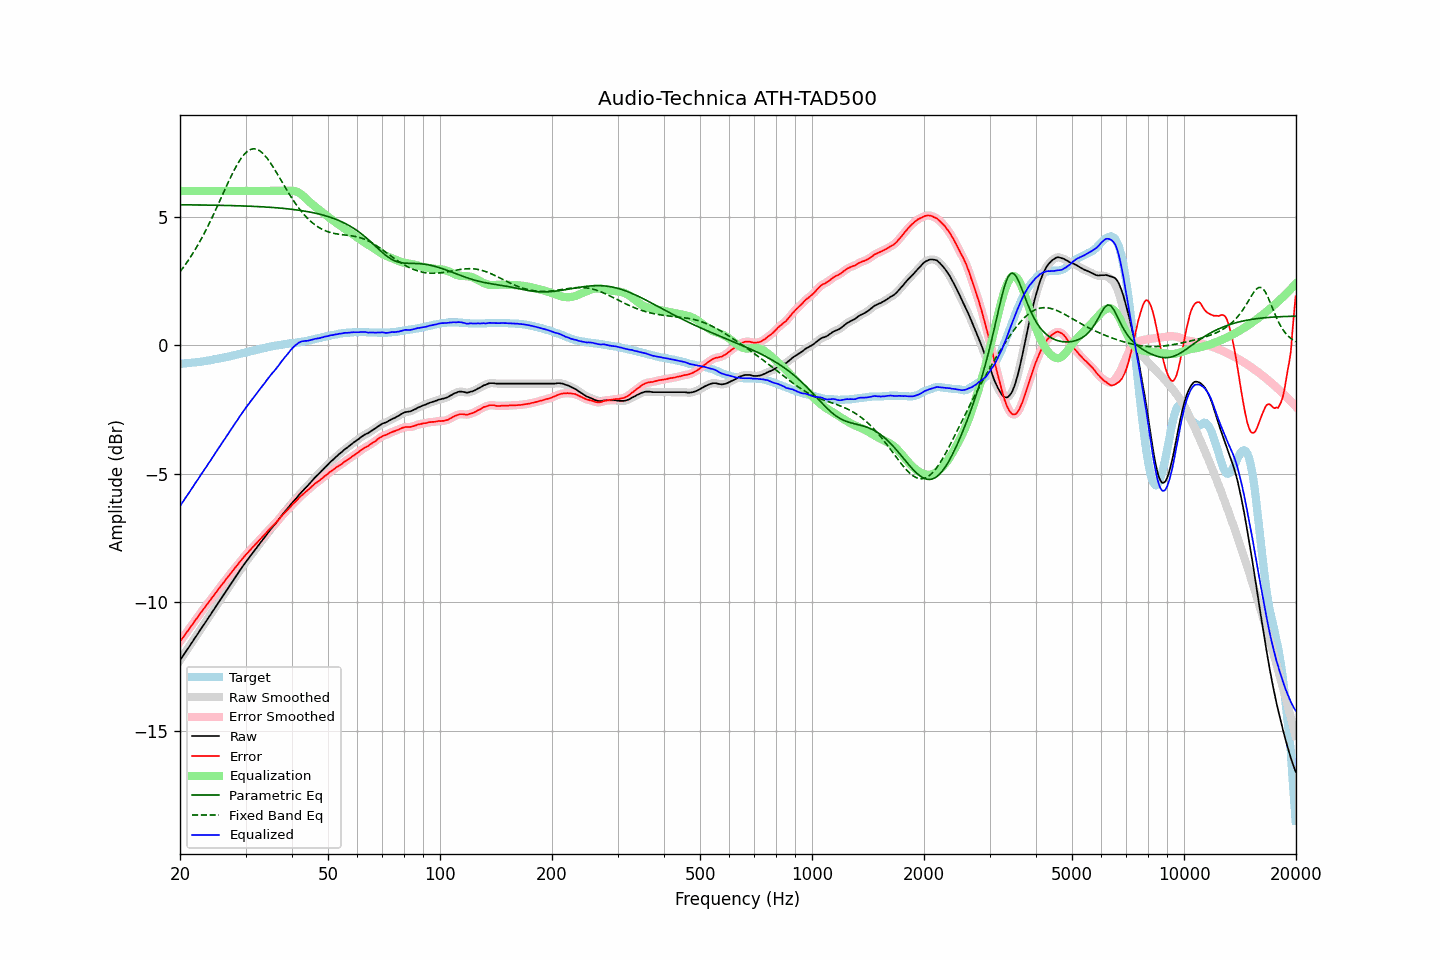 Audio-Technica ATH-TAD500
Amplitude (dBr)
5
0
−5
−10
−15
Target
Raw Smoothed
Error Smoothed
Raw
Error
Equalization
Parametric Eq
Fixed Band Eq
Equalized
20 50 100 200 500 1000 2000 5000 10000 20000
Frequency (Hz)